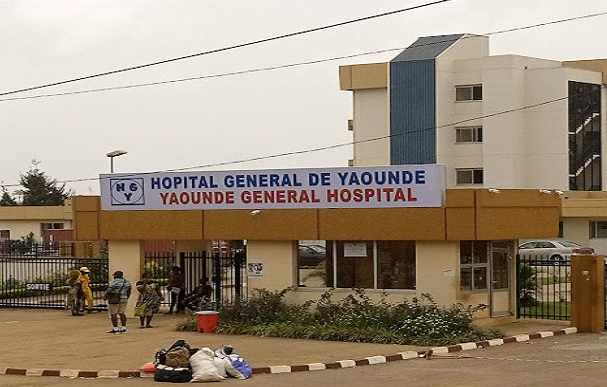 HGY
HOPITAL GENERAL DE YAOUNDE
YAOUNDE GENERAL HOSPITAL
SORTIE